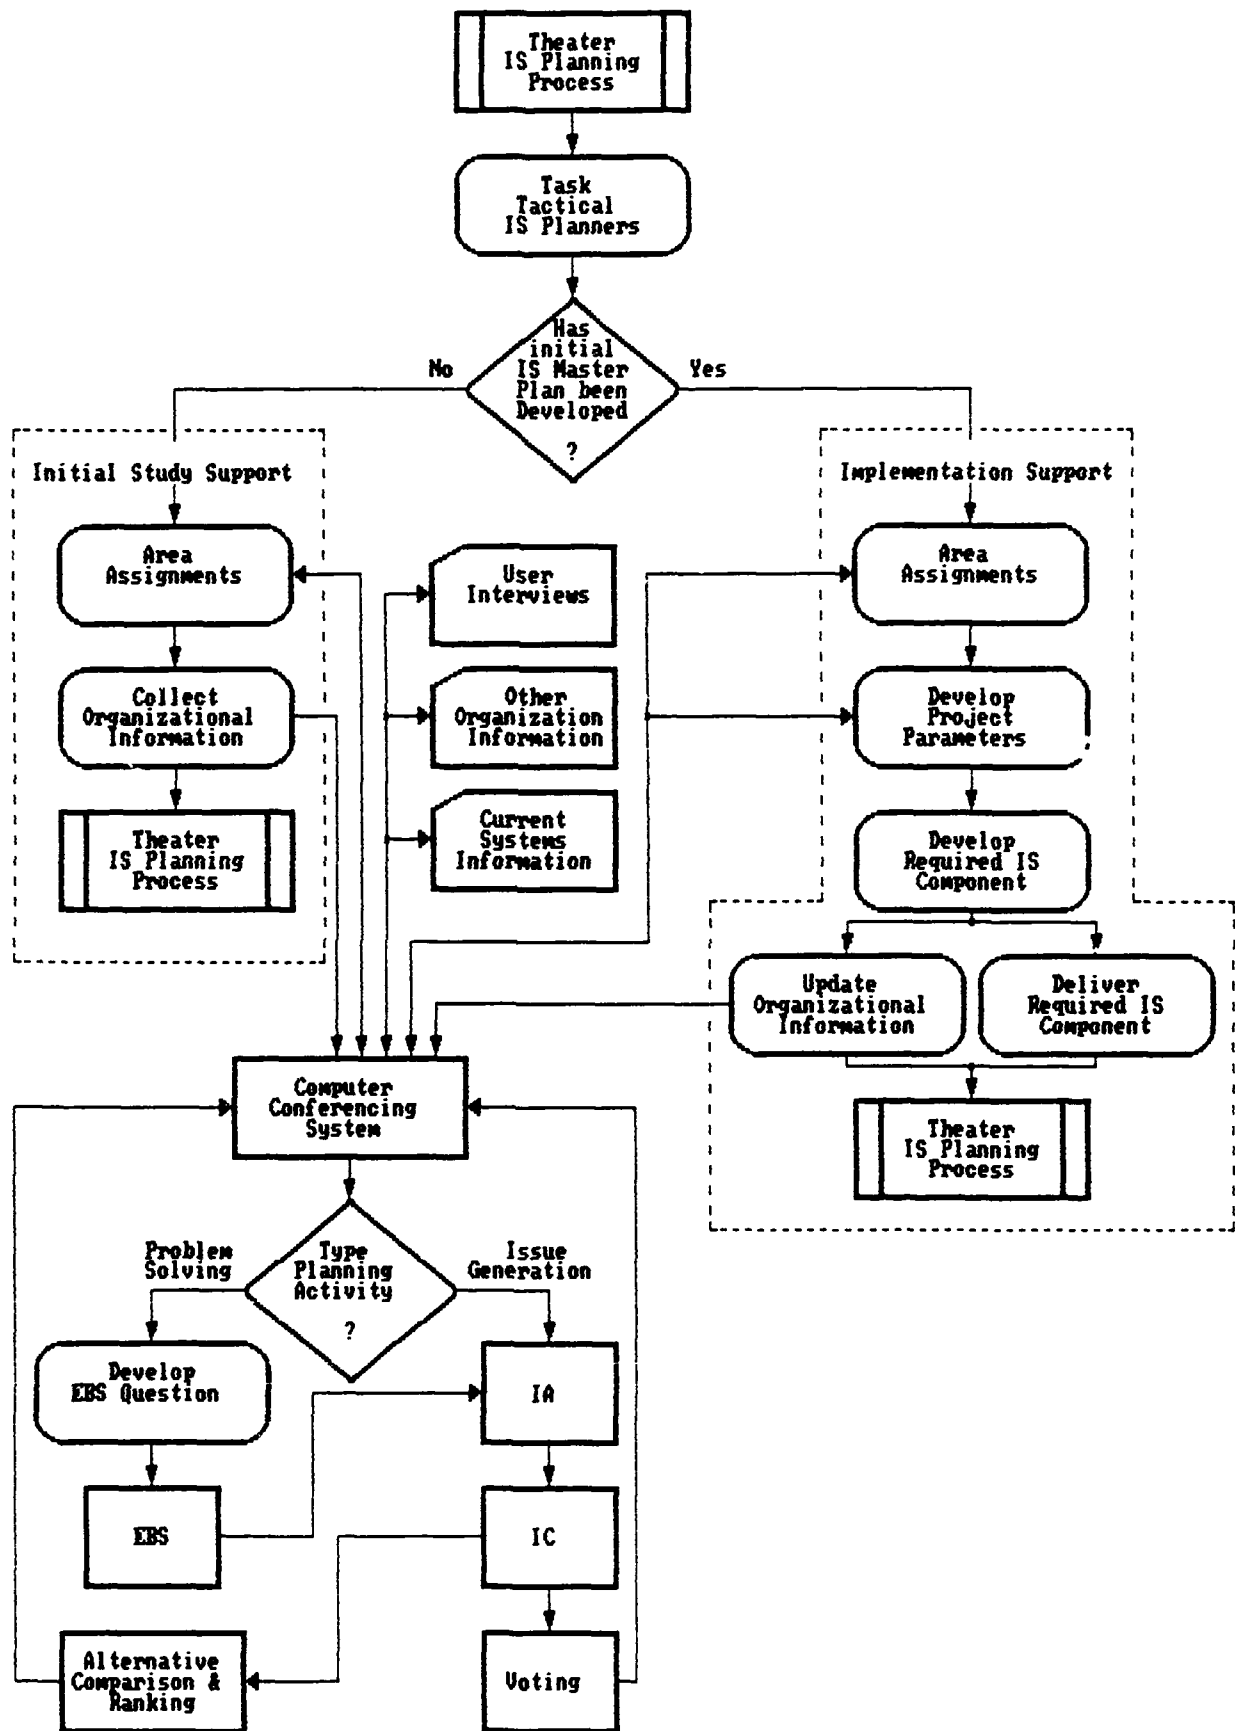 Theater
IS Planning
Process
Task
Tactical
IS Planners
Has
initial
IS Master
Plan been
Developed
?
No
Yes
Initial Study Support
Implementation Support
Area
Assignments
User
Interviews
Area
Assignments
Collect
Organizational
Information
Other
Organization
Information
Develop
Project
Parameters
Theater
IS Planning
Process
Current
Systems
Information
Develop
Required IS
Component
Update
Organizational
Information
Deliver
Required IS
Component
Computer
Conferencing
System
Theater
IS Planning
Process
Problem
Solving
Type
Planning
Activity
?
Issue
Generation
Develop
EBS Question
IA
EBS
IC
Alternative
Comparison &
Ranking
Voting